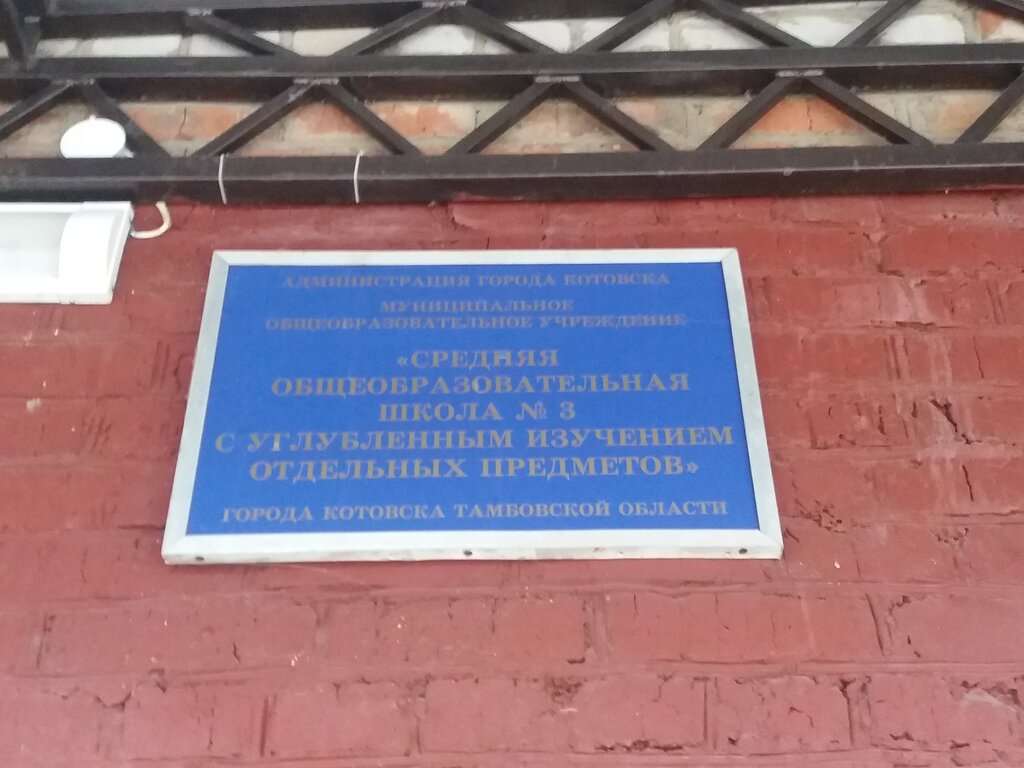 АДМИНИСТРАЦИЯ ГОРОДА КОТОВСКА
МУНИЦИПАЛЬНОЕ
ОБЩЕОБРАЗОВАТЕЛЬНОЕ УЧРЕЖДЕНИЕ
«СРЕДНЯЯ
ОБЩЕОБРАЗОВАТЕЛЬНАЯ
ШКОЛА № 3
С УГЛУБЛЕННЫМ ИЗУЧЕНИЕМ
ОТДЕЛЬНЫХ ПРЕДМЕТОВ»
ГОРОДА КОТОВСКА ТАМБОВСКОЙ ОБЛАСТИ